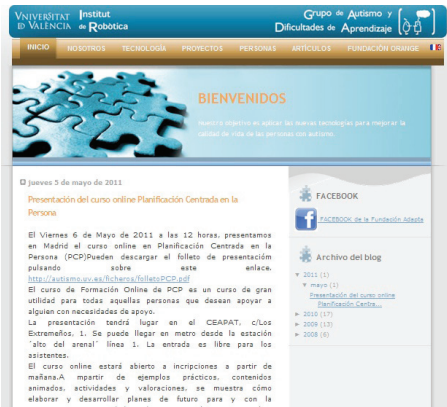 VNIVERSITAT Institut
ID VALÈNCIA de Robòtica
Grupo de Autismo y
Dificultades de Aprendizaje
INICIO NOSOTROS TECNOLOGÍA PROYECTOS PERSONAS ARTÍCULOS FUNDACIÓN ORANGE
BIENVENIDOS
nuestro objetivo es aplicar las nuevas tecnologías para mejorar la
calidad de vida de las personas con autismo.
jueves 5 de mayo de 2011
Presentación del curso online Planificación Centrada en la
Persona
El Viernes 6 de Mayo de 2011 a las 12 horas, presentamos
en Madrid el curso online en Planificación Centrada en la
Persona (PCP)Pueden descargar el folleto de presentación
pulsando sobre este enlace,
http://autismo.uv.es/ficheros/folletoPCP.pdf
El curso de Formación Online de PCP es un curso de gran
utilidad para todas aquellas personas que desean apoyar a
alguien con necesidades de apoyo.
La presentación tendrá lugar en el CEAPAT, c/Los
Extremeños, 1. Se puede llegar en metro desde la estación
´alto del arenal´ línea 1. La entrada es libre para los
asistentes.
El curso online estará abierto a incripciones a partir de
mañana.A mpartir de ejemplos prácticos, contenidos
animados, actividades y valoraciones, se muestra cómo
elaborar y desarrollar planes de futuro para y con la
FACEBOOK
FACEBOOK de la Fundación Adapta
Archivo del blog
▼ 2011 (1)
▼ mayo (1)
Presentación del curso online
Planificación Centra...
► 2010 (17)
► 2009 (13)
► 2008 (6)